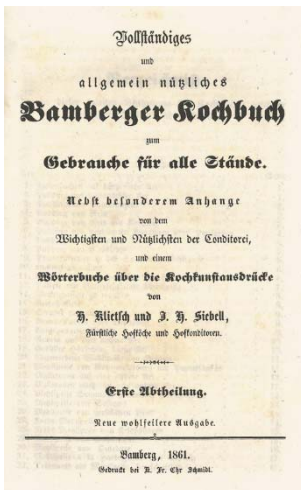 Vollständiges
und
allgemein nützliches
Bamberger Kochbuch
zum
Gebrauche für alle Stände.
Nebst besonderem Anhange
von dem
Wichtigsten und Nützlichsten der Conditorei,
und einem
Wörterbuche über die Kochkunstausdrücke
von
H. Klietsch und J. H. Siebell,
Fürstliche Hofköche und Hofkonditoren.
Erste Abtheilung.
Neue wohlfeilere Ausgabe.
Bamberg, 1861.
Gedruckt bei A. Fr. Chr Schmidt.